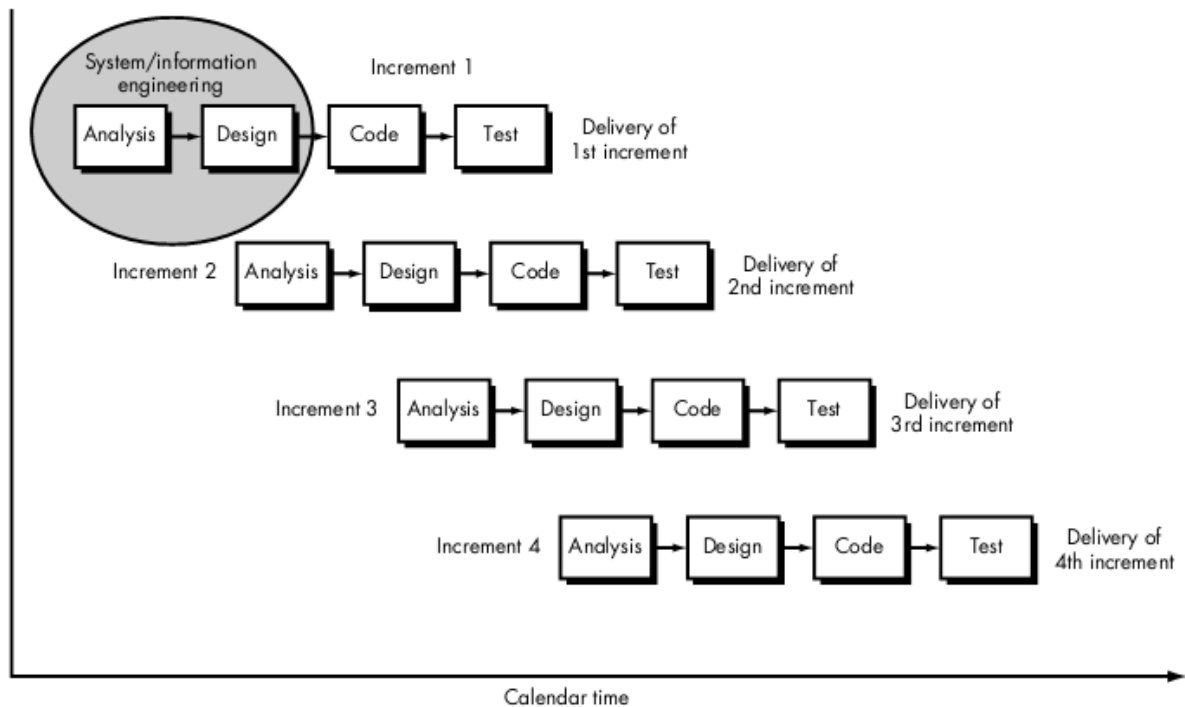 System/information
engineering
Increment 1
Analysis
Design
Code
Test
Delivery of
1st increment
Increment 2
Analysis
Design
Code
Test
Delivery of
2nd increment
Increment 3
Analysis
Design
Code
Test
Delivery of
3rd increment
Increment 4
Analysis
Design
Code
Test
Delivery of
4th increment
Calendar time